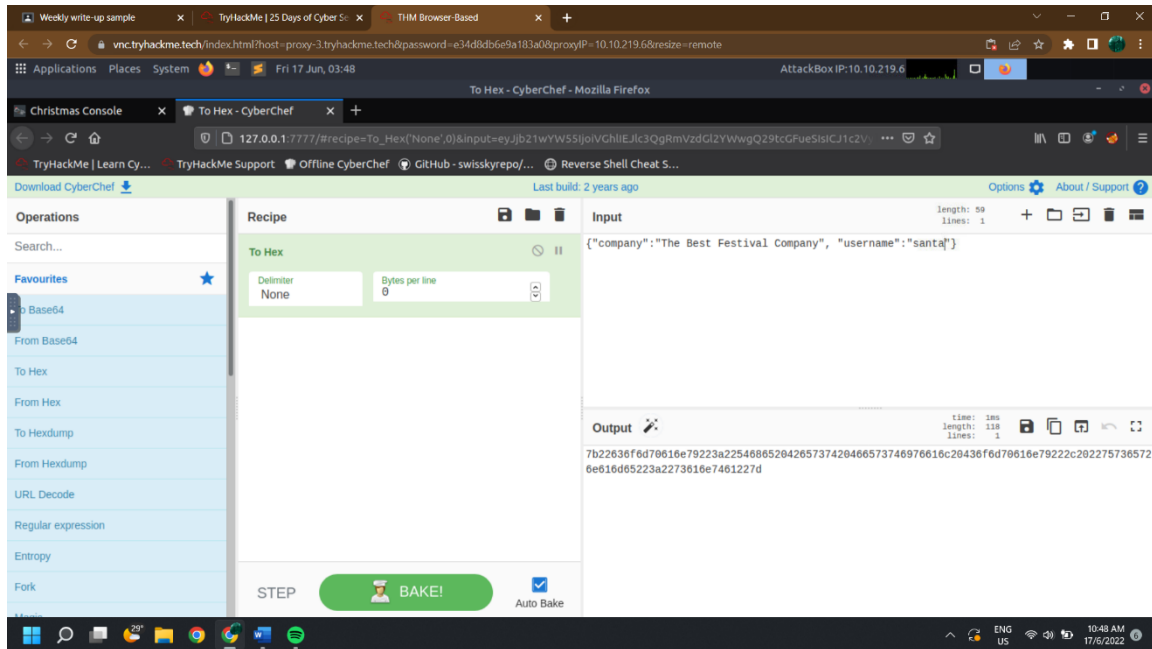 Weekly write-up sample
TryHackMe | 25 Days of Cyber Se
THM Browser-Based
vnc.tryhackme.tech/index.html?host=proxy-3.tryhackme.tech&password=e34d8db6e9a183a0&proxyIP=10.10.219.6&resize=remote
Applications Places System Fri 17 Jun, 03:48 AttackBox IP:10.10.219.6
To Hex - CyberChef - Mozilla Firefox
Christmas Console
To Hex - CyberChef
127.0.0.1:7777/#recipe=To_Hex('None',0)&input=
TryHackMe | Learn Cy... TryHackMe Support Offline CyberChef GitHub - swisskyrepo/... Reverse Shell Cheat S...
Download CyberChef Last build: 2 years ago Options About / Support
Operations
Search...
Favourites
o Base64
From Base64
To Hex
From Hex
To Hexdump
From Hexdump
URL Decode
Regular expression
Entropy
Fork
Magic
Recipe
To Hex
Delimiter
None
Bytes per line
0
STEP
BAKE!
Auto Bake
Input
length: 59
lines: 1
{"company":"The Best Festival Company", "username":"santa"}
Output
time: 1ms
length: 118
lines: 1
7b22636f6d70616e79223a22546865204265737420466573746976616c20436f6d70616e79222c2022757365726e616d65223a2273616e7461227d
29°
ENG
US
10:48 AM
17/6/2022
6